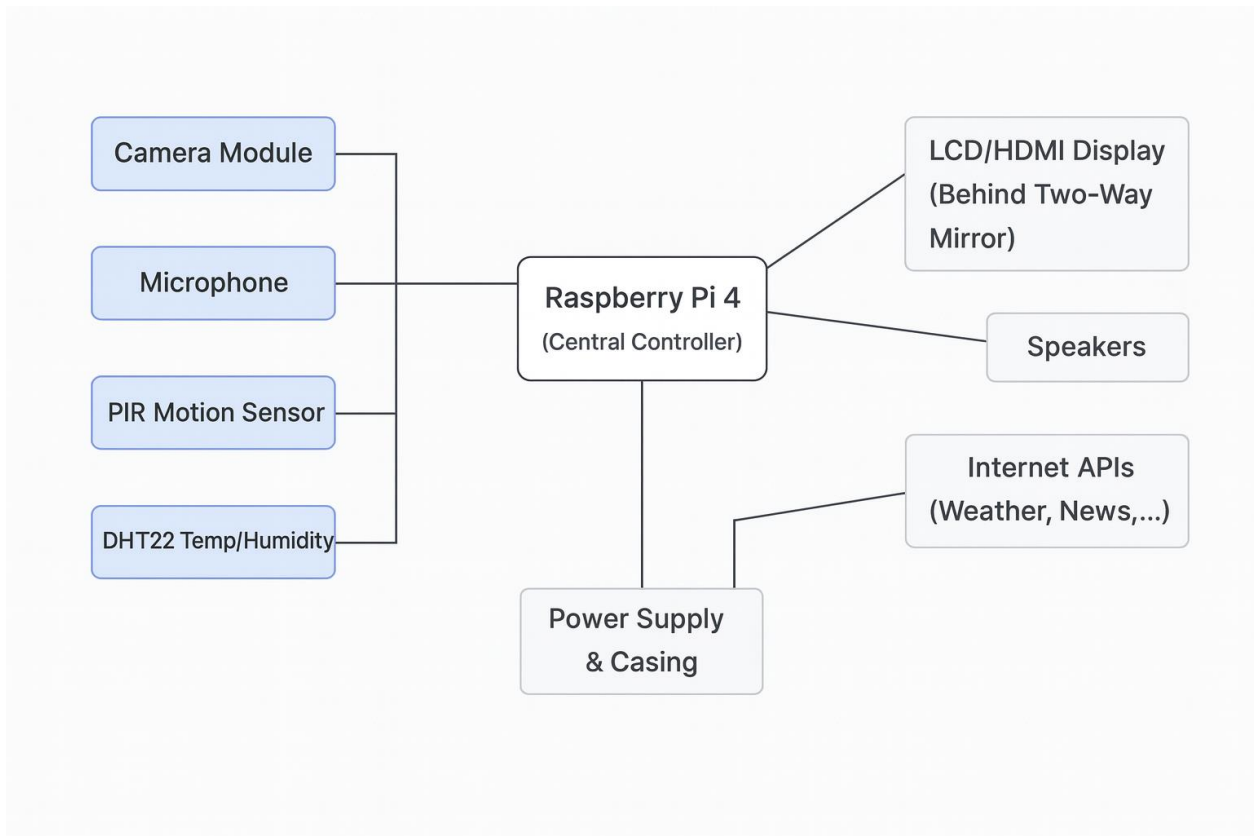 Camera Module
Microphone
PIR Motion Sensor
DHT22 Temp/Humidity
Raspberry Pi 4
(Central Controller)
LCD/HDMI Display
(Behind Two-Way
Mirror)
Speakers
Internet APIs
(Weather, News,...)
Power Supply
& Casing